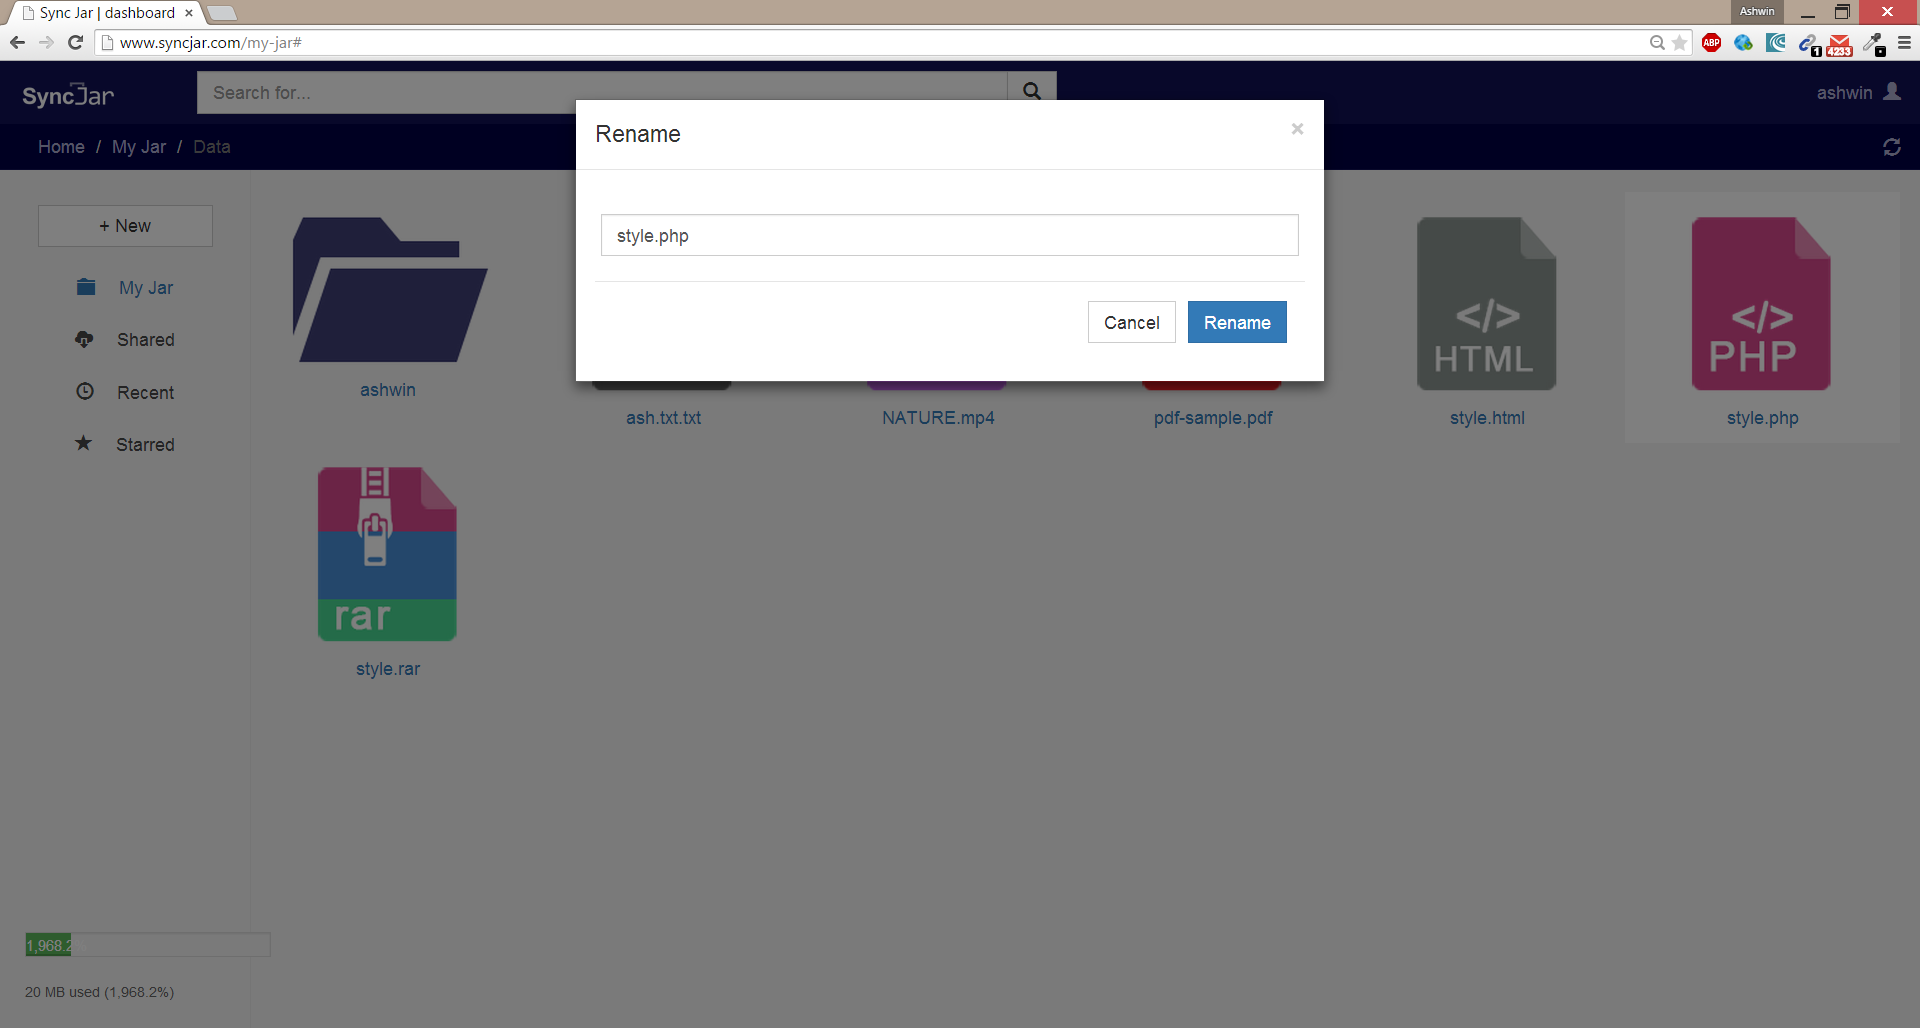 Sync Jar | dashboard
Ashwin
www.syncjar.com/my-jar#
ABP
1
4233
SyncJar
Search for...
ashwin
Home / My Jar / Data
Rename
style.php
Cancel
Rename
+ New
My Jar
Shared
Recent
Starred
ashwin
ash.txt.txt
NATURE.mp4
pdf-sample.pdf
</> HTML
style.html
</> PHP
style.php
rar
style.rar
1,968.2%
20 MB used (1,968.2%)